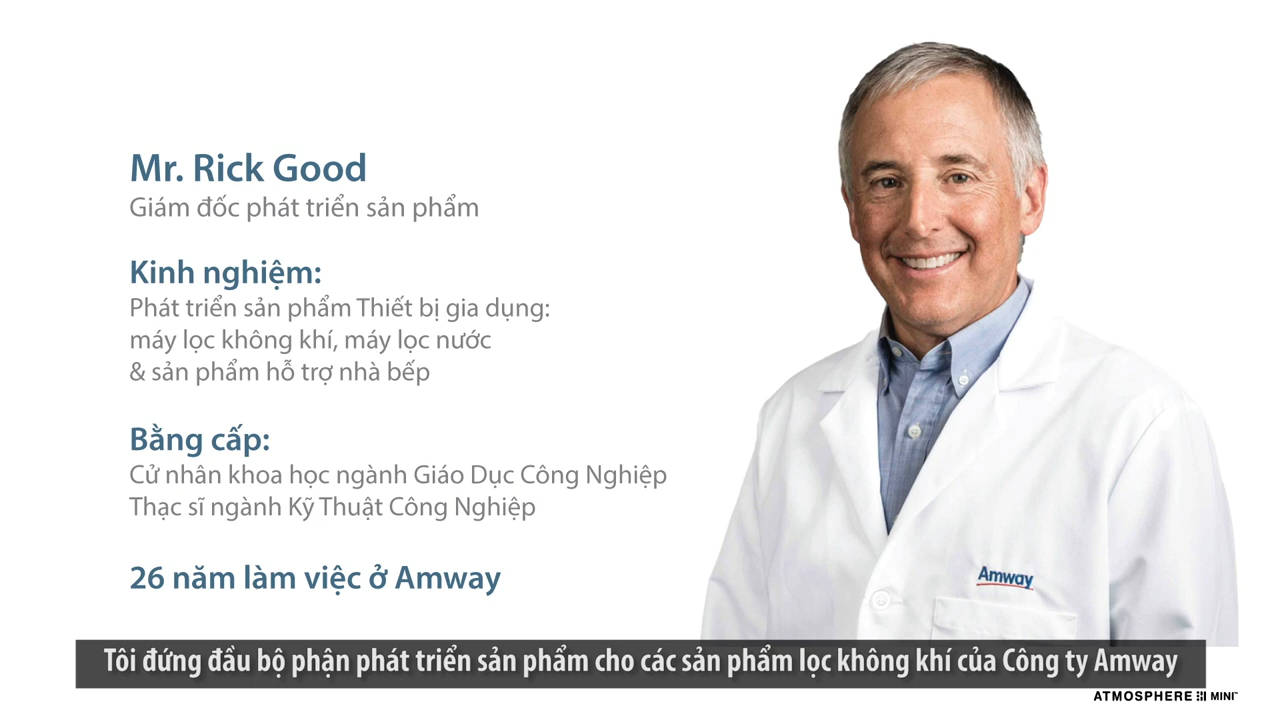 Mr. Rick Good
Giám đốc phát triển sản phẩm
Kinh nghiệm:
Phát triển sản phẩm Thiết bị gia dụng:
máy lọc không khí, máy lọc nước
& sản phẩm hỗ trợ nhà bếp
Bằng cấp:
Cử nhân khoa học ngành Giáo Dục Công Nghiệp
Thạc sĩ ngành Kỹ Thuật Công Nghiệp
26 năm làm việc ở Amway
Amway
Tôi đứng đầu bộ phận phát triển sản phẩm cho các sản phẩm lọc không khí của Công ty Amway
ATMOSPHERE MINI™